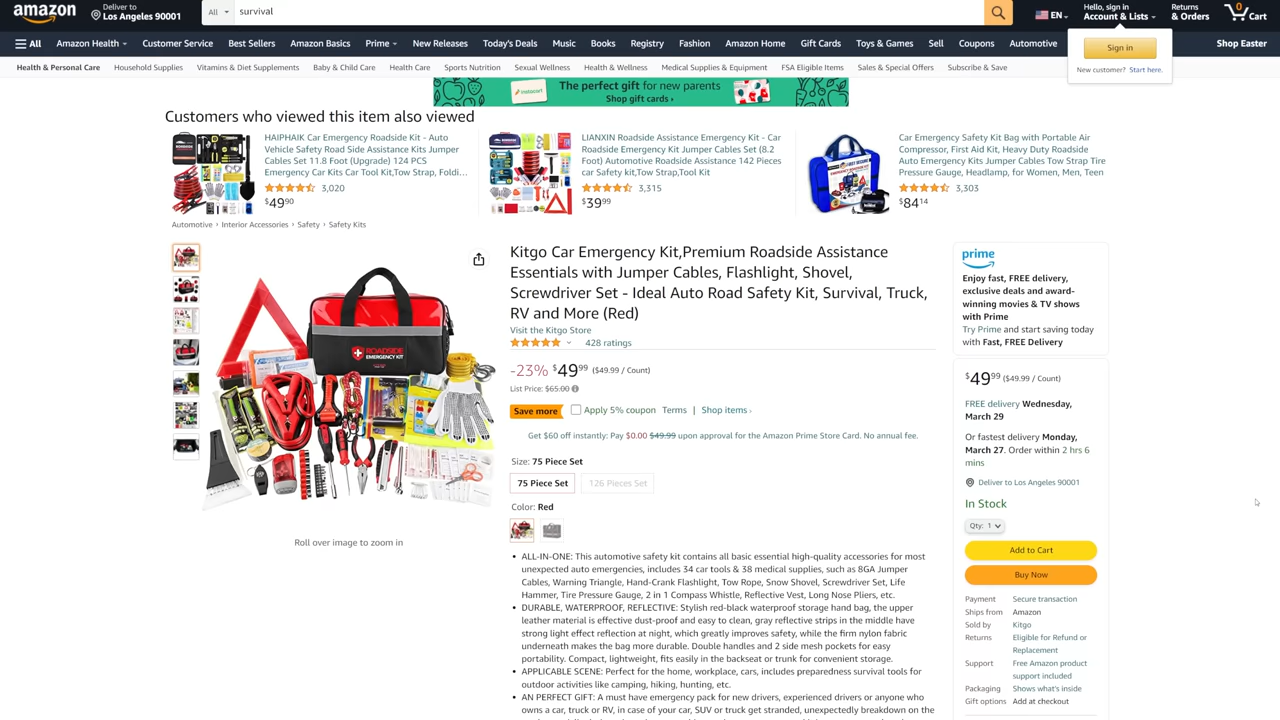 amazon
Deliver to
Los Angeles 90001
All
survival
EN
Hello, sign in
Account & Lists
Returns
& Orders
0
Cart
All
Amazon Health
Customer Service
Best Sellers
Amazon Basics
Prime
New Releases
Today's Deals
Music
Books
Registry
Fashion
Amazon Home
Gift Cards
Toys & Games
Sell
Coupons
Automotive
Shop Easter
Sign in
New customer? Start here.
Health & Personal Care
Household Supplies
Vitamins & Diet Supplements
Baby & Child Care
Health Care
Sports Nutrition
Sexual Wellness
Health & Wellness
Medical Supplies & Equipment
FSA Eligible Items
Sales & Special Offers
Subscribe & Save
instacart
The perfect gift for new parents
Shop gift cards ›
Customers who viewed this item also viewed
HAIPHAIK Car Emergency Roadside Kit - Auto
Vehicle Safety Road Side Assistance Kits Jumper
Cables Set 11.8 Foot (Upgrade) 124 PCS
Emergency Car Kits Car Tool Kit,Tow Strap, Foldi...
3,020
$49 90
LIANXIN Roadside Assistance Emergency Kit - Car
Roadside Emergency Kit Jumper Cables Set (8.2
Foot) Automotive Roadside Assistance 142 Pieces
car Safety kit,Tow Strap,Tool Kit
3,315
$39 99
Car Emergency Safety Kit Bag with Portable Air
Compressor, First Aid Kit, Heavy Duty Roadside
Auto Emergency Kits Jumper Cables Tow Strap Tire
Pressure Gauge, Headlamp, for Women, Men, Teen
3,303
$84 14
Automotive › Interior Accessories › Safety › Safety Kits
ROADSIDE
EMERGENCY KIT
Roll over image to zoom in
Kitgo Car Emergency Kit,Premium Roadside Assistance
Essentials with Jumper Cables, Flashlight, Shovel,
Screwdriver Set - Ideal Auto Road Safety Kit, Survival, Truck,
RV and More (Red)
Visit the Kitgo Store
428 ratings
-23% $49 99 ($49.99 / Count)
List Price: $65.00
Save more
Apply 5% coupon Terms | Shop items ›
Get $60 off instantly: Pay $0.00 $49.99 upon approval for the Amazon Prime Store Card. No annual fee.
Size: 75 Piece Set
75 Piece Set
126 Pieces Set
Color: Red
• ALL-IN-ONE: This automotive safety kit contains all basic essential high-quality accessories for most
unexpected auto emergencies, includes 34 car tools & 38 medical supplies, such as 8GA Jumper
Cables, Warning Triangle, Hand-Crank Flashlight, Tow Rope, Snow Shovel, Screwdriver Set, Life
Hammer, Tire Pressure Gauge, 2 in 1 Compass Whistle, Reflective Vest, Long Nose Pliers, etc.
• DURABLE, WATERPROOF, REFLECTIVE: Stylish red-black waterproof storage hand bag, the upper
leather material is effective dust-proof and easy to clean, gray reflective strips in the middle have
strong light effect reflection at night, which greatly improves safety, while the firm nylon fabric
underneath makes the bag more durable. Double handles and 2 side mesh pockets for easy
portability. Compact, lightweight, fits easily in the backseat or trunk for convenient storage.
• APPLICABLE SCENE: Perfect for the home, workplace, cars, includes preparedness survival tools for
outdoor activities like camping, hiking, hunting, etc.
• AN PERFECT GIFT: A must have emergency pack for new drivers, experienced drivers or anyone who
owns a car, truck or RV, in case of your car, SUV or truck get stranded, unexpectedly breakdown on the
prime
Enjoy fast, FREE delivery,
exclusive deals and award-
winning movies & TV shows
with Prime
Try Prime and start saving today
with Fast, FREE Delivery
$49 99 ($49.99 / Count)
FREE delivery Wednesday,
March 29
Or fastest delivery Monday,
March 27. Order within 2 hrs 6
mins
Deliver to Los Angeles 90001
In Stock
Qty: 1
Add to Cart
Buy Now
Payment Secure transaction
Ships from Amazon
Sold by Kitgo
Returns Eligible for Refund or
Replacement
Support Free Amazon product
support included
Packaging Shows what's inside
Gift options Add at checkout